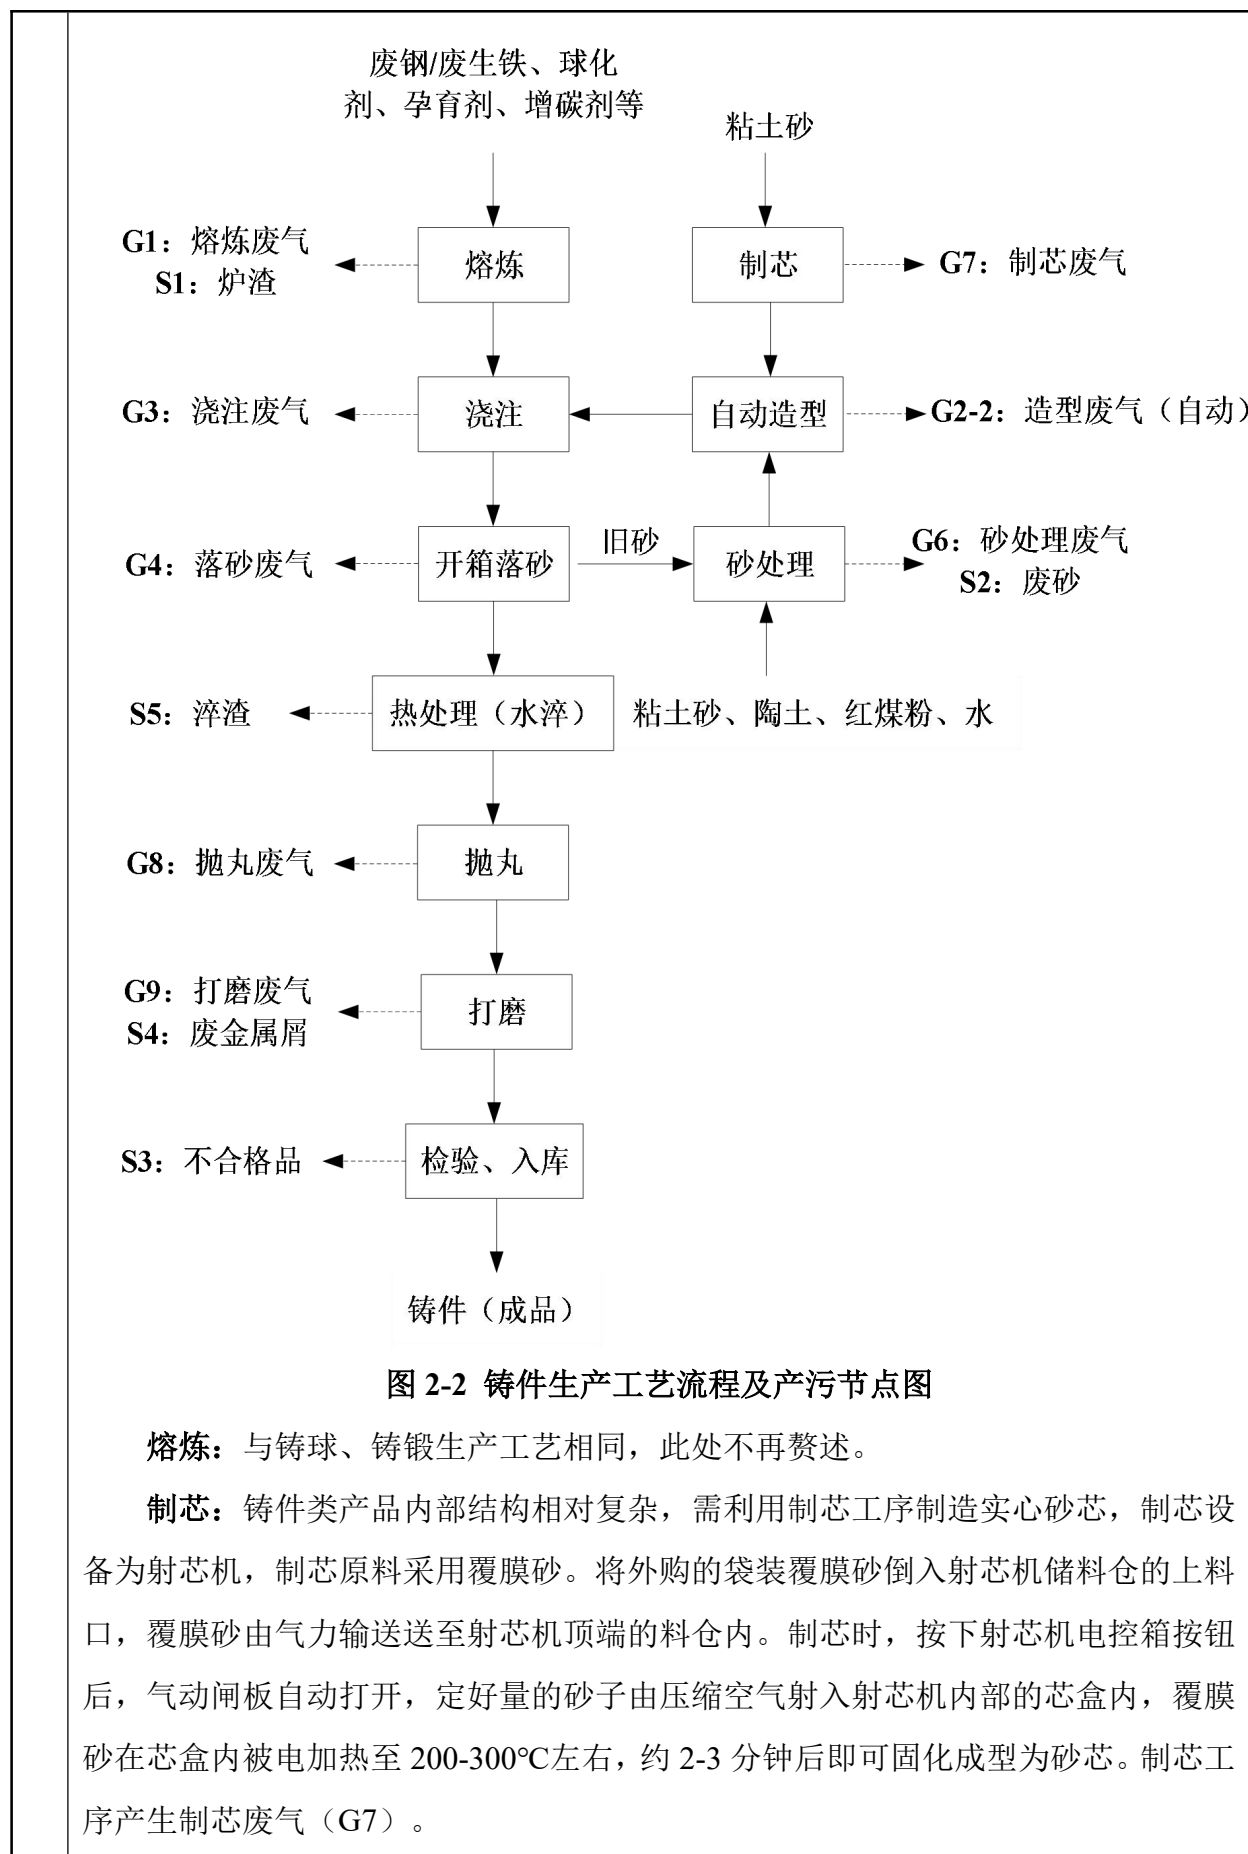 废钢/废生铁、球化
剂、孕育剂、增碳剂等
粘土砂
G1：熔炼废气
S1：炉渣
熔炼
制芯
G7：制芯废气
G3：浇注废气
浇注
自动造型
G2-2：造型废气（自动）
G4：落砂废气
开箱落砂
旧砂
砂处理
G6：砂处理废气
S2：废砂
S5：淬渣
热处理（水淬）
粘土砂、陶土、红煤粉、水
G8：抛丸废气
抛丸
G9：打磨废气
S4：废金属屑
打磨
S3：不合格品
检验、入库
铸件（成品）
图 2-2 铸件生产工艺流程及产污节点图
熔炼：与铸球、铸锻生产工艺相同，此处不再赘述。
制芯：铸件类产品内部结构相对复杂，需利用制芯工序制造实心砂芯，制芯设
备为射芯机，制芯原料采用覆膜砂。将外购的袋装覆膜砂倒入射芯机储料仓的上料
口，覆膜砂由气力输送送至射芯机顶端的料仓内。制芯时，按下射芯机电控箱按钮
后，气动闸板自动打开，定好量的砂子由压缩空气射入射芯机内部的芯盒内，覆膜
砂在芯盒内被电加热至 200-300℃左右，约 2-3 分钟后即可固化成型为砂芯。制芯工
序产生制芯废气（G7）。